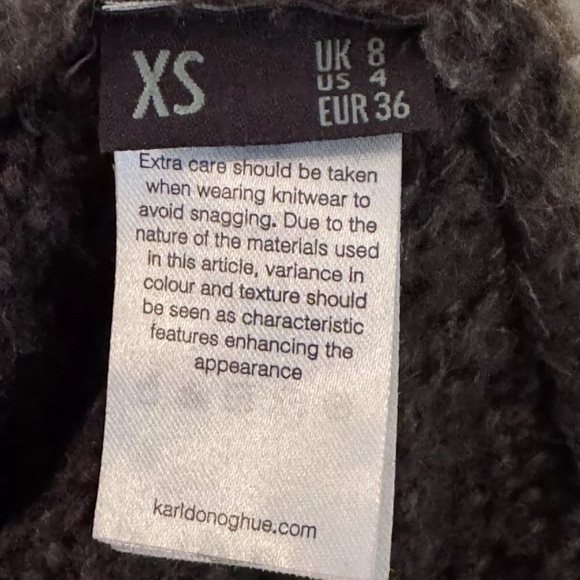 XS
UK 8
US 4
EUR 36
Extra care should be taken
when wearing knitwear to
avoid snagging. Due to the
nature of the materials used
in this article, variance in
colour and texture should
be seen as characteristic
features enhancing the
appearance
karldonoghue.com